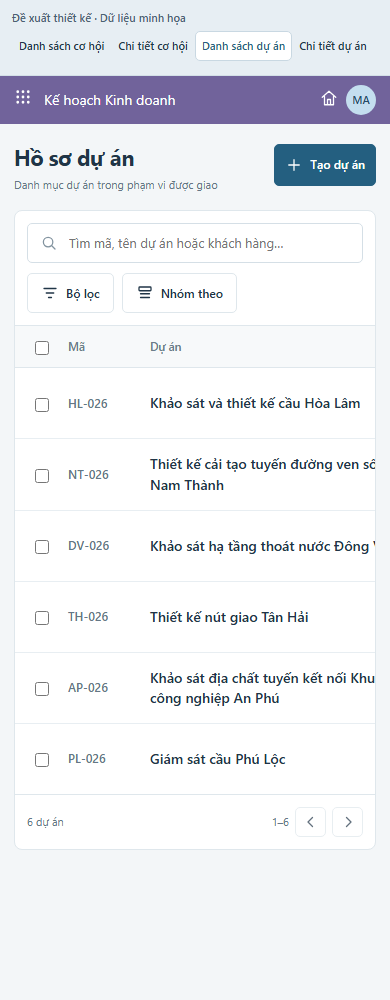 Đề xuất thiết kế · Dữ liệu minh họa
Danh sách cơ hội Chi tiết cơ hội Danh sách dự án Chi tiết dự án
Kế hoạch Kinh doanh MA
Hồ sơ dự án
Danh mục dự án trong phạm vi được giao
Tạo dự án
Tìm mã, tên dự án hoặc khách hàng...
Bộ lọc Nhóm theo
Mã Dự án
HL-026 Khảo sát và thiết kế cầu Hòa Lâm
NT-026 Thiết kế cải tạo tuyến đường ven
Nam Thành
DV-026 Khảo sát hạ tầng thoát nước Đông
TH-026 Thiết kế nút giao Tân Hải
AP-026 Khảo sát địa chất tuyến kết nối Khu
công nghiệp An Phú
PL-026 Giám sát cầu Phú Lộc
6 dự án 1–6